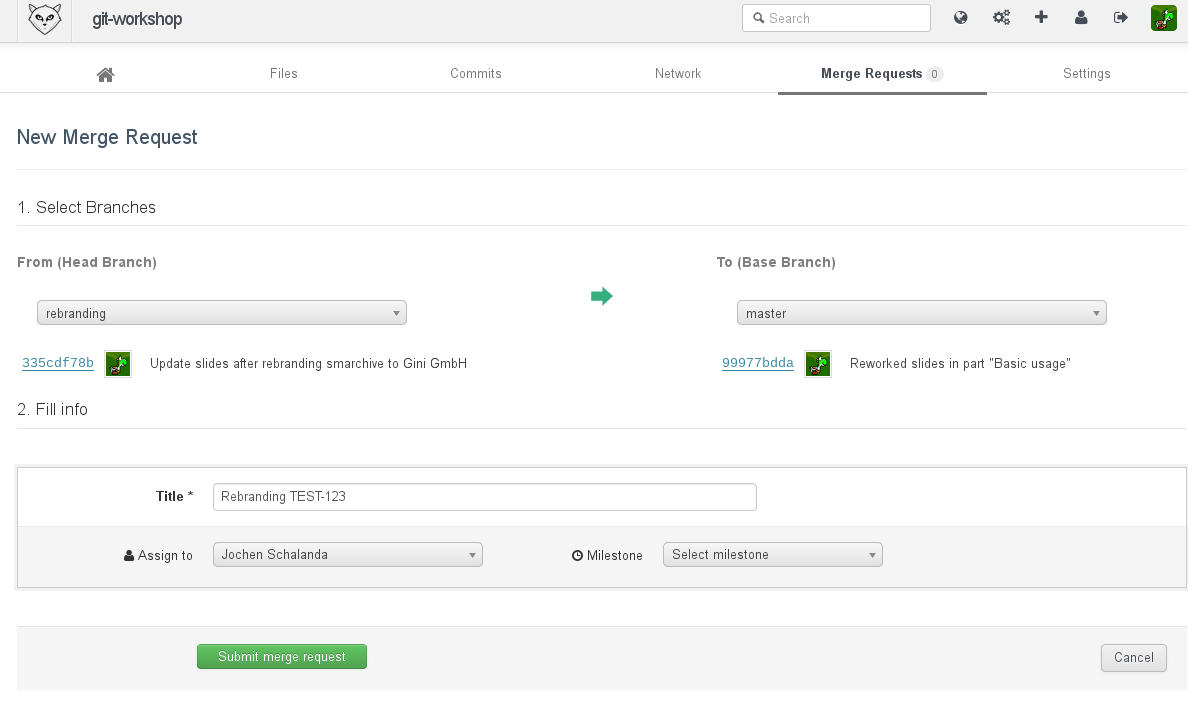 git-workshop
Search
Files
Commits
Network
Merge Requests 0
Settings
New Merge Request
1. Select Branches
From (Head Branch)
To (Base Branch)
rebranding
master
335cdf78b Update slides after rebranding smarchive to Gini GmbH
99977bdda Reworked slides in part "Basic usage"
2. Fill info
Title * Rebranding TEST-123
Assign to Jochen Schalanda
Milestone Select milestone
Submit merge request
Cancel